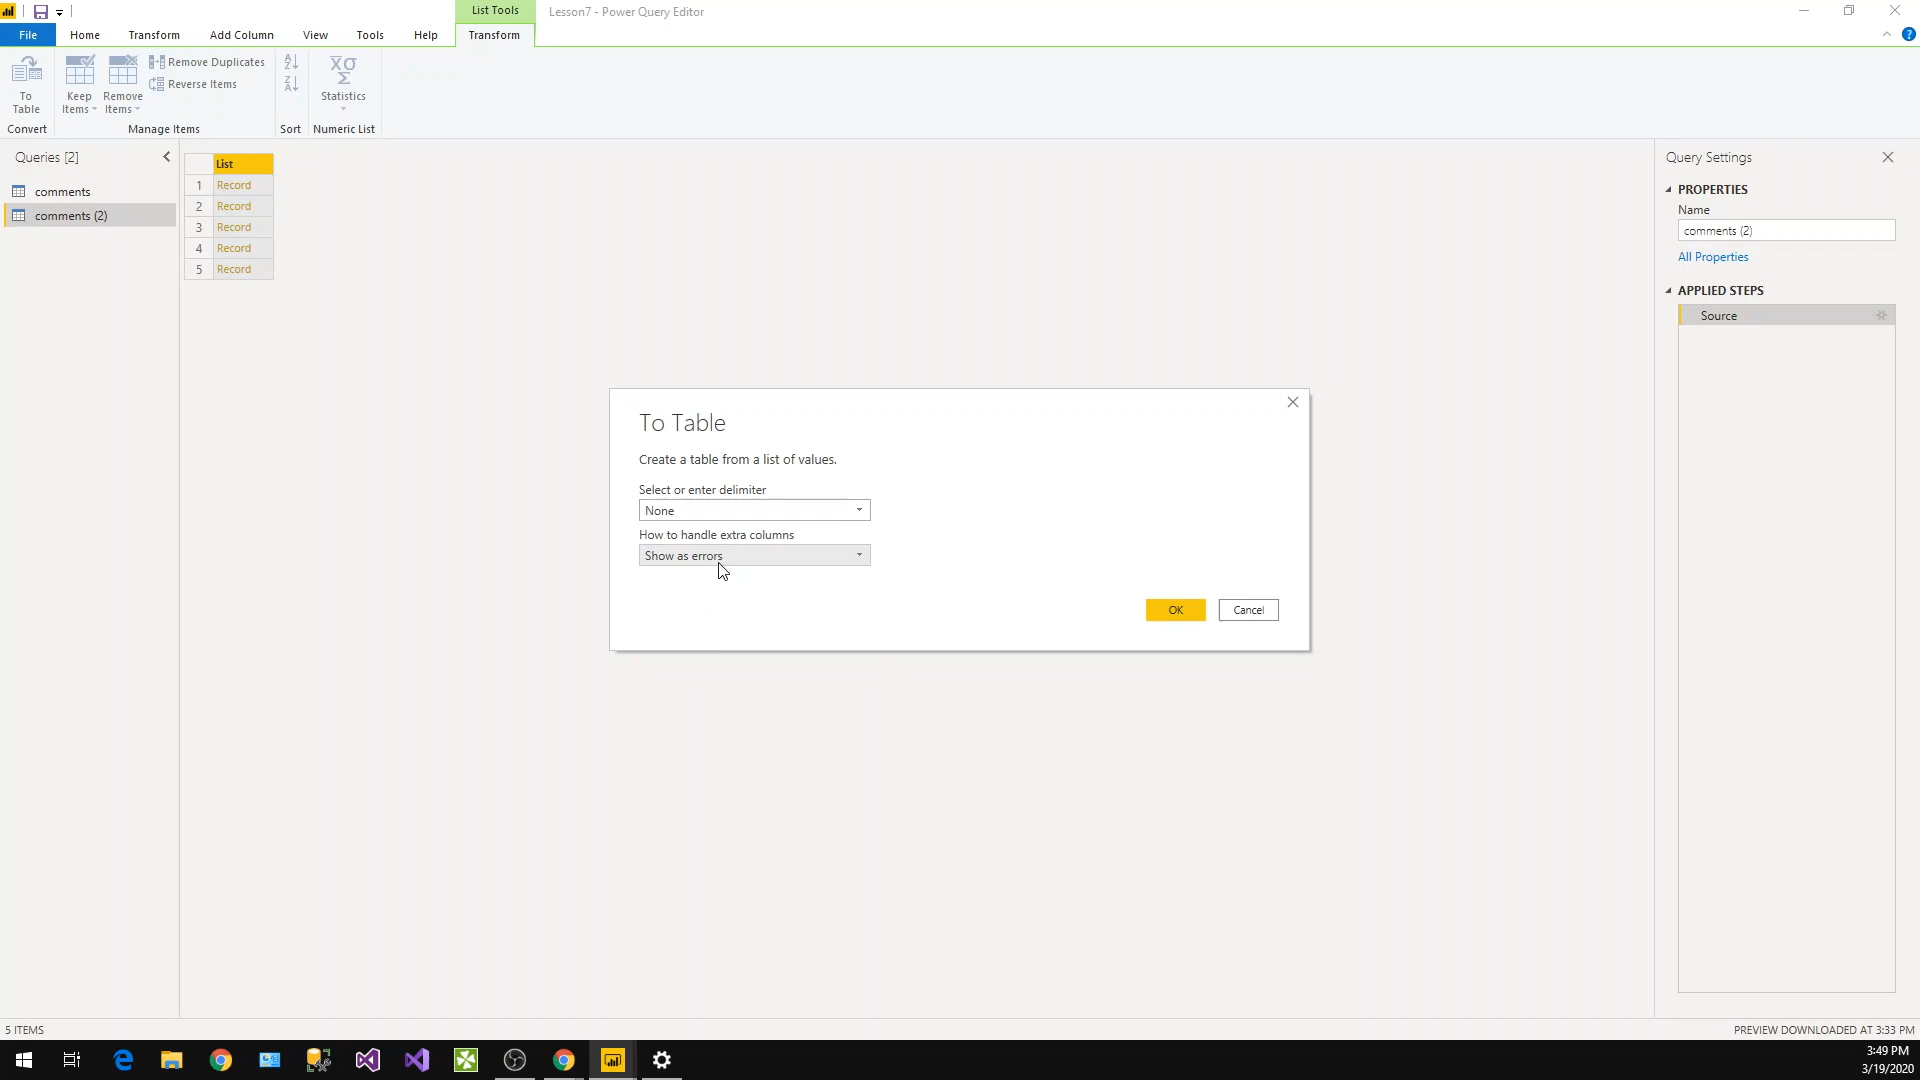 List Tools
Lesson7 - Power Query Editor
File
Home
Transform
Add Column
View
Tools
Help
Transform
To
Table
Keep
Items
Remove
Items
Remove Duplicates
Reverse Items
A
Z
Z
A
Statistics
Convert
Manage Items
Sort
Numeric List
Queries [2]
comments
comments (2)
List
1 Record
2 Record
3 Record
4 Record
5 Record
To Table
Create a table from a list of values.
Select or enter delimiter
None
How to handle extra columns
Show as errors
OK
Cancel
Query Settings
PROPERTIES
Name
comments (2)
All Properties
APPLIED STEPS
Source
5 ITEMS
PREVIEW DOWNLOADED AT 3:33 PM
3:49 PM
3/19/2020